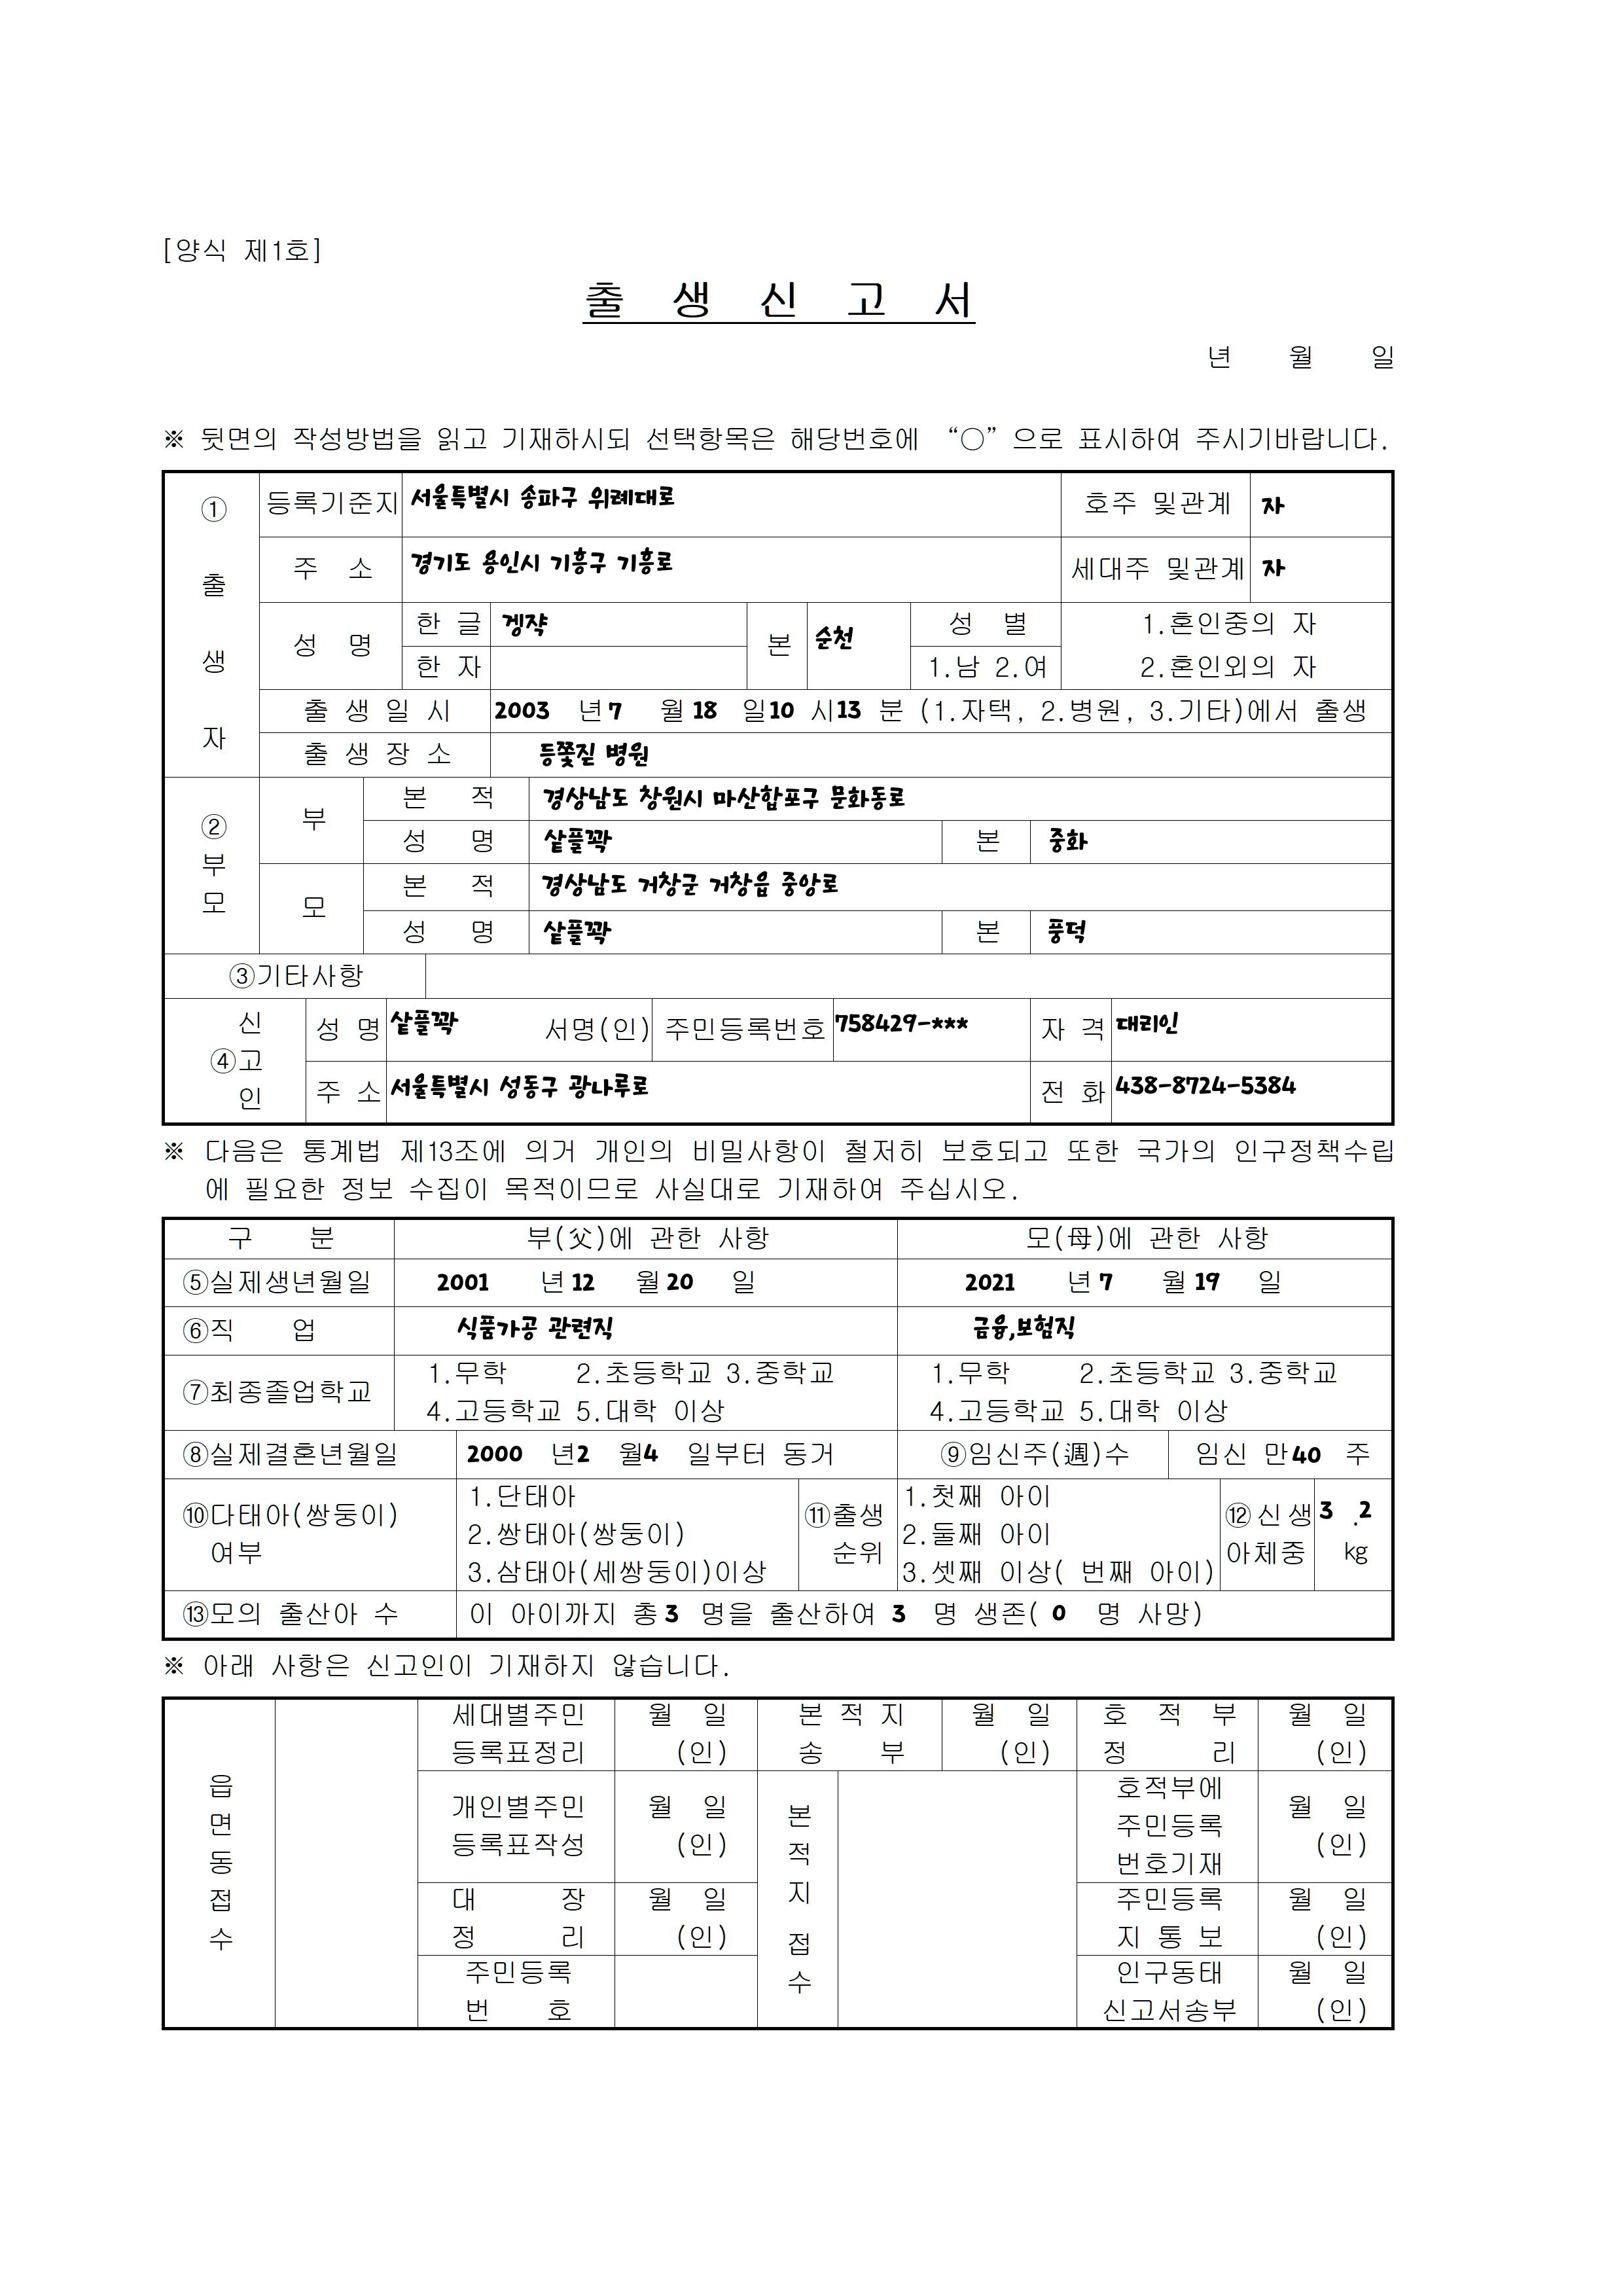 [양식 제1호]
출 생 신 고 서
년 월 일
※ 뒷면의 작성방법을 읽고 기재하시되 선택항목은 해당번호에 “○”으로 표시하여 주시기바랍니다.
① 출 생 자
등록기준지 서울특별시 송파구 위례대로 호주 및관계 자
주 소 경기도 용인시 기흥구 기흥로 세대주 및관계 자
성 명 한 글 겡쟉 본 순천 성 별 1.혼인중의 자
한 자 1.남 2.여 2.혼인외의 자
출 생 일 시 2003 년 7 월 18 일 10 시 13 분 (1.자택, 2.병원, 3.기타)에서 출생
출 생 장 소 등쫓짇 병원
② 부 모
부 본 적 경상남도 창원시 마산합포구 문화동로
성 명 샅플꽉 본 중화
모 본 적 경상남도 거창군 거창읍 중앙로
성 명 샅플꽉 본 풍덕
③기타사항
④ 신 고 인
성 명 샅플꽉 서명(인) 주민등록번호 758429-*** 자 격 대리인
주 소 서울특별시 성동구 광나루로 전 화 438-8724-5384
※ 다음은 통계법 제13조에 의거 개인의 비밀사항이 철저히 보호되고 또한 국가의 인구정책수립
에 필요한 정보 수집이 목적이므로 사실대로 기재하여 주십시오.
구 분 부(父)에 관한 사항 모(母)에 관한 사항
⑤실제생년월일 2001 년 12 월 20 일 2021 년 7 월 19 일
⑥직 업 식품가공 관련직 금융,보험직
⑦최종졸업학교
1.무학 2.초등학교 3.중학교 1.무학 2.초등학교 3.중학교
4.고등학교 5.대학 이상 4.고등학교 5.대학 이상
⑧실제결혼년월일 2000 년 2 월 4 일부터 동거 ⑨임신주(週)수 임신 만 40 주
⑩다태아(쌍둥이)
여부
1.단태아
2.쌍태아(쌍둥이)
3.삼태아(세쌍둥이)이상
⑪출생
순위
1.첫째 아이
2.둘째 아이
3.셋째 이상( 번째 아이)
⑫신생
아체중
3 .2
kg
⑬모의 출산아 수 이 아이까지 총 3 명을 출산하여 3 명 생존( 0 명 사망)
※ 아래 사항은 신고인이 기재하지 않습니다.
읍 면 동 접 수
세대별주민 월 일 본 적 지 월 일 호 적 부 월 일
등록표정리 (인) 송 부 (인) 정 리 (인)
본 적 지 접 수
개인별주민 월 일
등록표작성 (인)
호적부에
주민등록
번호기재
월 일
(인)
대 장 월 일 주민등록 월 일
정 리 (인) 지 통 보 (인)
주민등록 인구동태 월 일
번 호 신고서송부 (인)